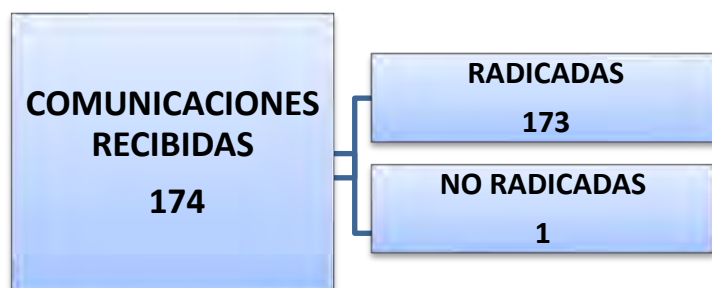 COMUNICACIONES
RECIBIDAS
174
RADICADAS
173
NO RADICADAS
1